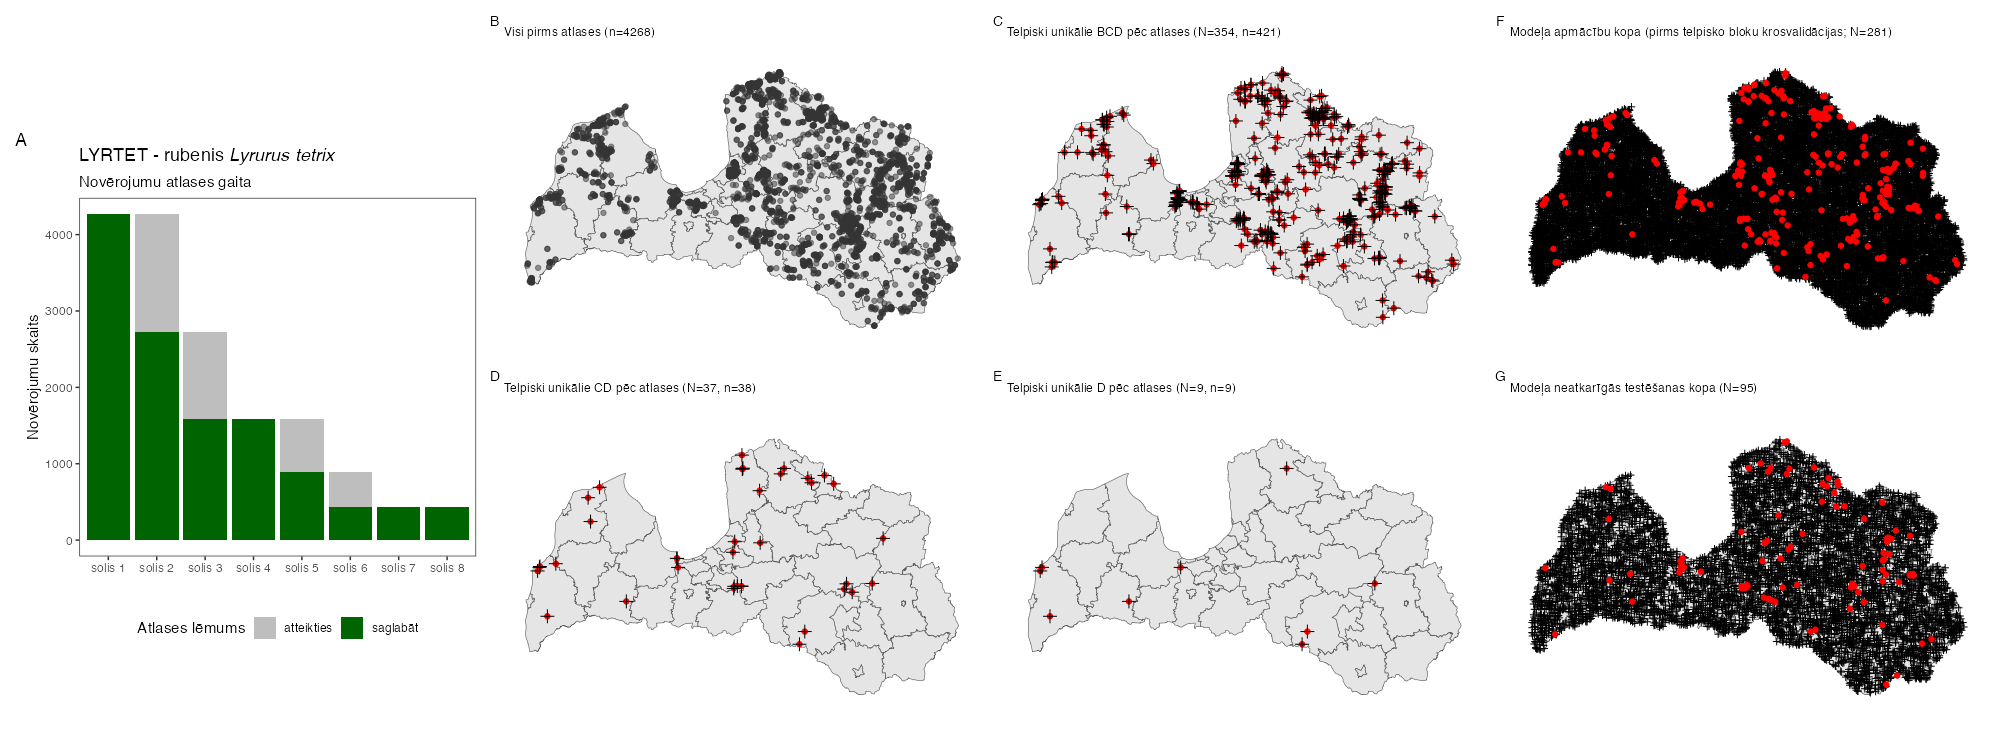 A
LYRTET - rubenis Lyrurus tetrix
Novērojumu atlases gaita
Novērojumu skaits
4000
3000
2000
1000
0
solis 1
solis 2
solis 3
solis 4
solis 5
solis 6
solis 7
solis 8
Atlases lēmums
atteikties
saglabāt
B
Visi pirms atlases (n=4268)
C
Telpiski unikālie BCD pēc atlases (N=354, n=421)
F
Modeļa apmācību kopa (pirms telpisko bloku krosvalidācijas; N=281)
D
Telpiski unikālie CD pēc atlases (N=37, n=38)
E
Telpiski unikālie D pēc atlases (N=9, n=9)
G
Modeļa neatkarīgās testēšanas kopa (N=95)